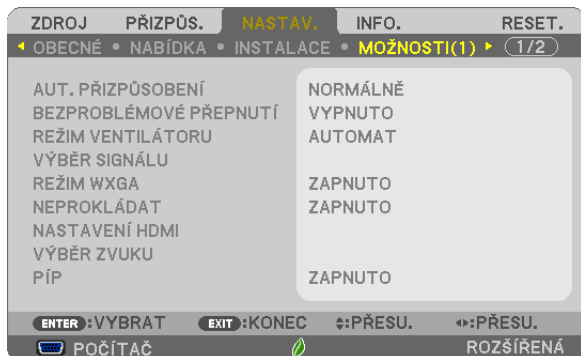 ZDROJ PŘIZPŮS. NASTAV. INFO. RESET.
OBECNÉ • NABÍDKA • INSTALACE • MOŽNOSTI(1) 1/2
AUT. PŘIZPŮSOBENÍ NORMÁLNĚ
BEZPROBLÉMOVÉ PŘEPNUTÍ VYPNUTO
REŽIM VENTILÁTORU AUTOMAT
VÝBĚR SIGNÁLU
REŽIM WXGA ZAPNUTO
NEPROKLÁDAT ZAPNUTO
NASTAVENÍ HDMI
VÝBĚR ZVUKU
PÍP ZAPNUTO
ENTER :VYBRAT EXIT :KONEC :PŘESU. :PŘESU.
POČÍTAČ ROZŠÍŘENÁ